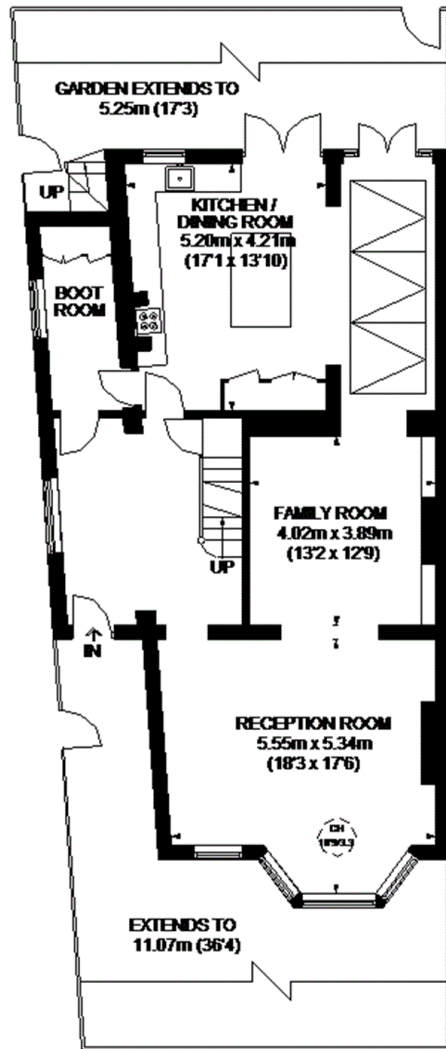 GARDEN EXTENDS TO
5.25m (17'3)
UP
KITCHEN /
DINING ROOM
5.20m x 4.21m
(17'1 x 13'10)
BOOT
ROOM
FAMILY ROOM
4.02m x 3.89m
(13'2 x 12'9)
UP
IN
RECEPTION ROOM
5.55m x 5.34m
(18'3 x 17'6)
CH
EXTENDS TO
11.07m (36'4)